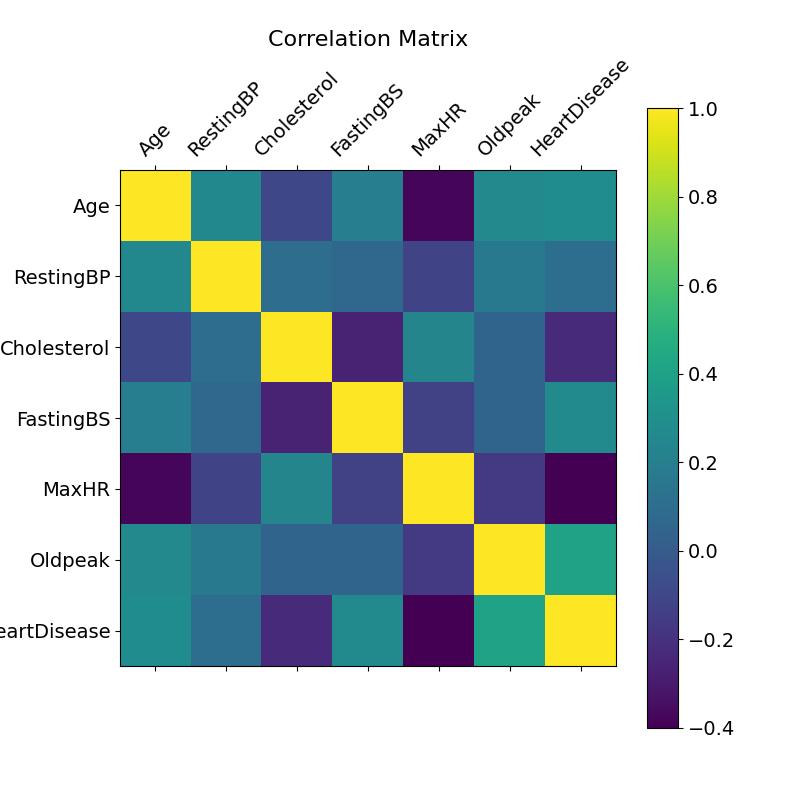 Correlation Matrix
Age
RestingBP
Cholesterol
FastingBS
MaxHR
Oldpeak
HeartDisease
Age
RestingBP
Cholesterol
FastingBS
MaxHR
Oldpeak
eartDisease
1.0
0.8
0.6
0.4
0.2
0.0
−0.2
−0.4